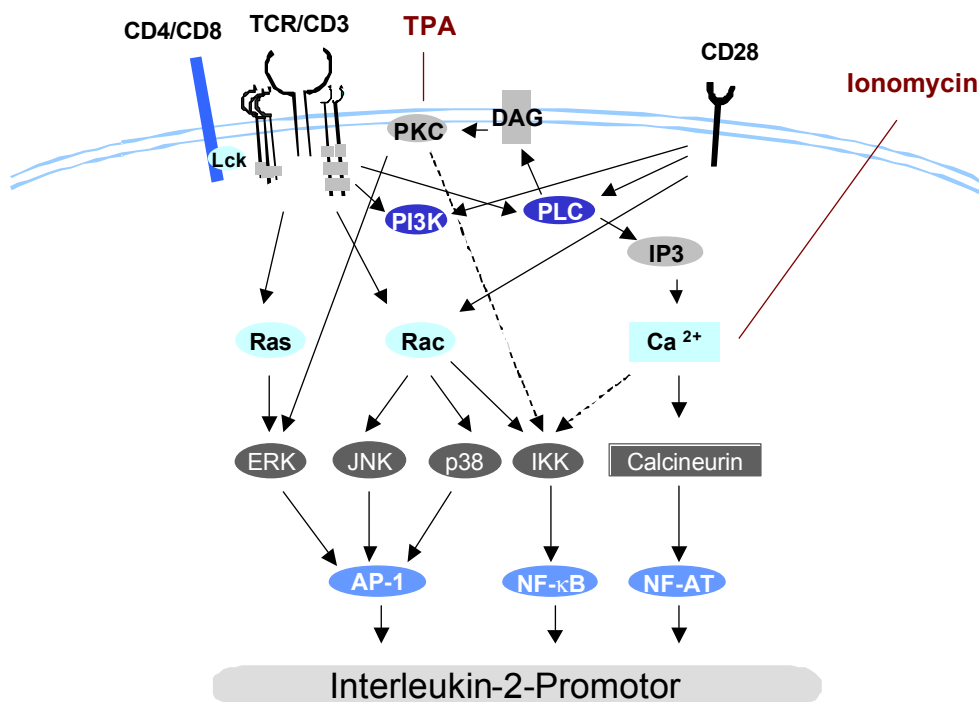 CD4/CD8
TCR/CD3
TPA
CD28
Ionomycin
PKC
DAG
Lck
PI3K
PLC
IP3
Ras
Rac
Ca 2+
ERK
JNK
p38
IKK
Calcineurin
AP-1
NF-κB
NF-AT
Interleukin-2-Promotor